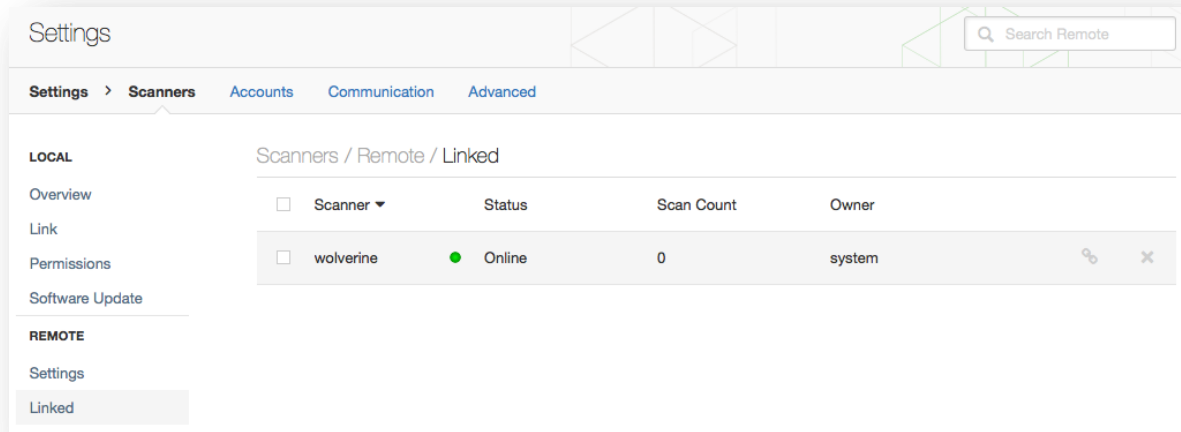 Settings
Search Remote
Settings > Scanners Accounts Communication Advanced
LOCAL
Overview
Link
Permissions
Software Update
REMOTE
Settings
Linked
Scanners / Remote / Linked
Scanner Status Scan Count Owner
wolverine Online 0 system